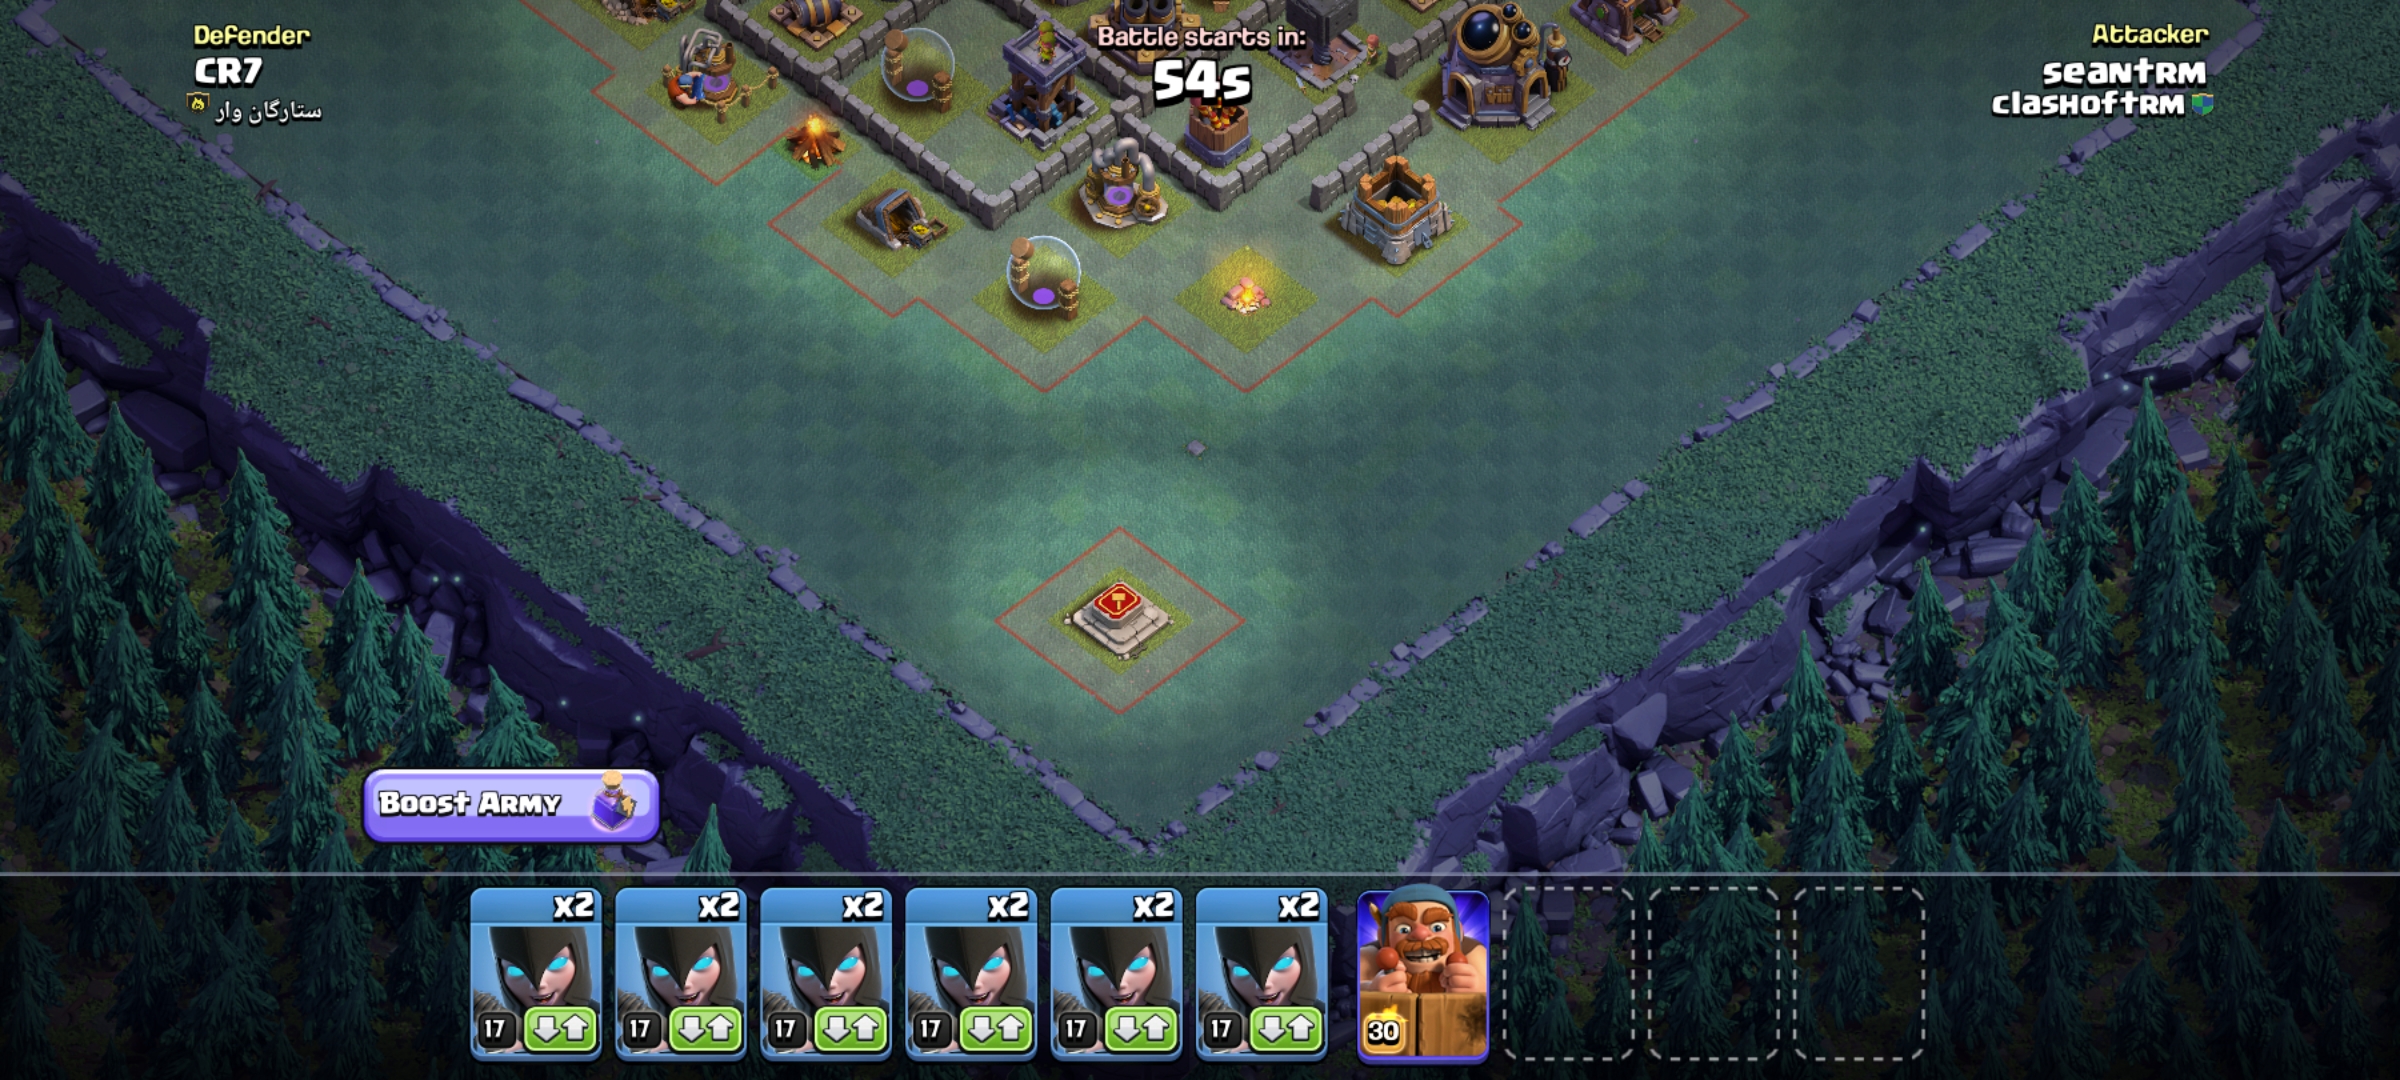 Defender
CR7
ستارگان وار
Battle starts in:
54s
Attacker
seantRM
clashoftRM
Boost Army
x2
x2
x2
x2
x2
x2
17
17
17
17
17
17
30